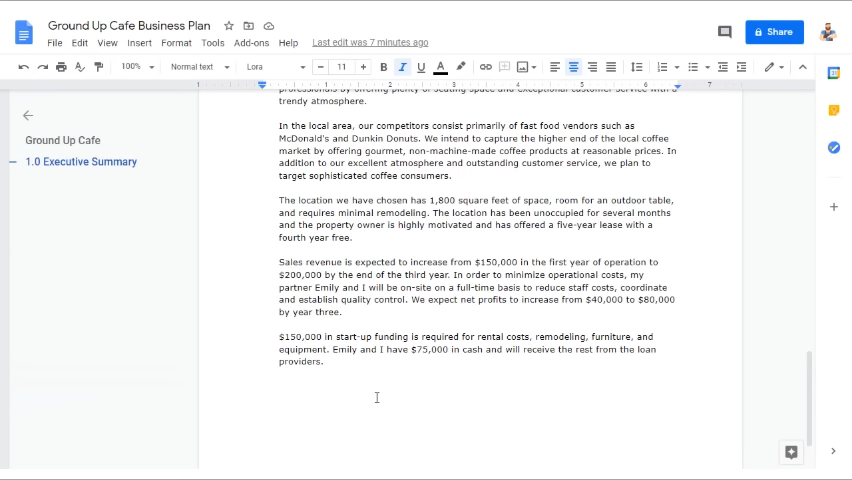 Ground Up Cafe Business Plan
File Edit View Insert Format Tools Add-ons Help Last edit was 7 minutes ago
Share
100% Normal text Lora 11 B I U A
1 1 2 3 4 5 6 7
professionals by offering plenty of seating space and exceptional customer service with a
trendy atmosphere.
Ground Up Cafe
1.0 Executive Summary
In the local area, our competitors consist primarily of fast food vendors such as
McDonald's and Dunkin Donuts. We intend to capture the higher end of the local coffee
market by offering gourmet, non-machine-made coffee products at reasonable prices. In
addition to our excellent atmosphere and outstanding customer service, we plan to
target sophisticated coffee consumers.
The location we have chosen has 1,800 square feet of space, room for an outdoor table,
and requires minimal remodeling. The location has been unoccupied for several months
and the property owner is highly motivated and has offered a five-year lease with a
fourth year free.
Sales revenue is expected to increase from $150,000 in the first year of operation to
$200,000 by the end of the third year. In order to minimize operational costs, my
partner Emily and I will be on-site on a full-time basis to reduce staff costs, coordinate
and establish quality control. We expect net profits to increase from $40,000 to $80,000
by year three.
$150,000 in start-up funding is required for rental costs, remodeling, furniture, and
equipment. Emily and I have $75,000 in cash and will receive the rest from the loan
providers.